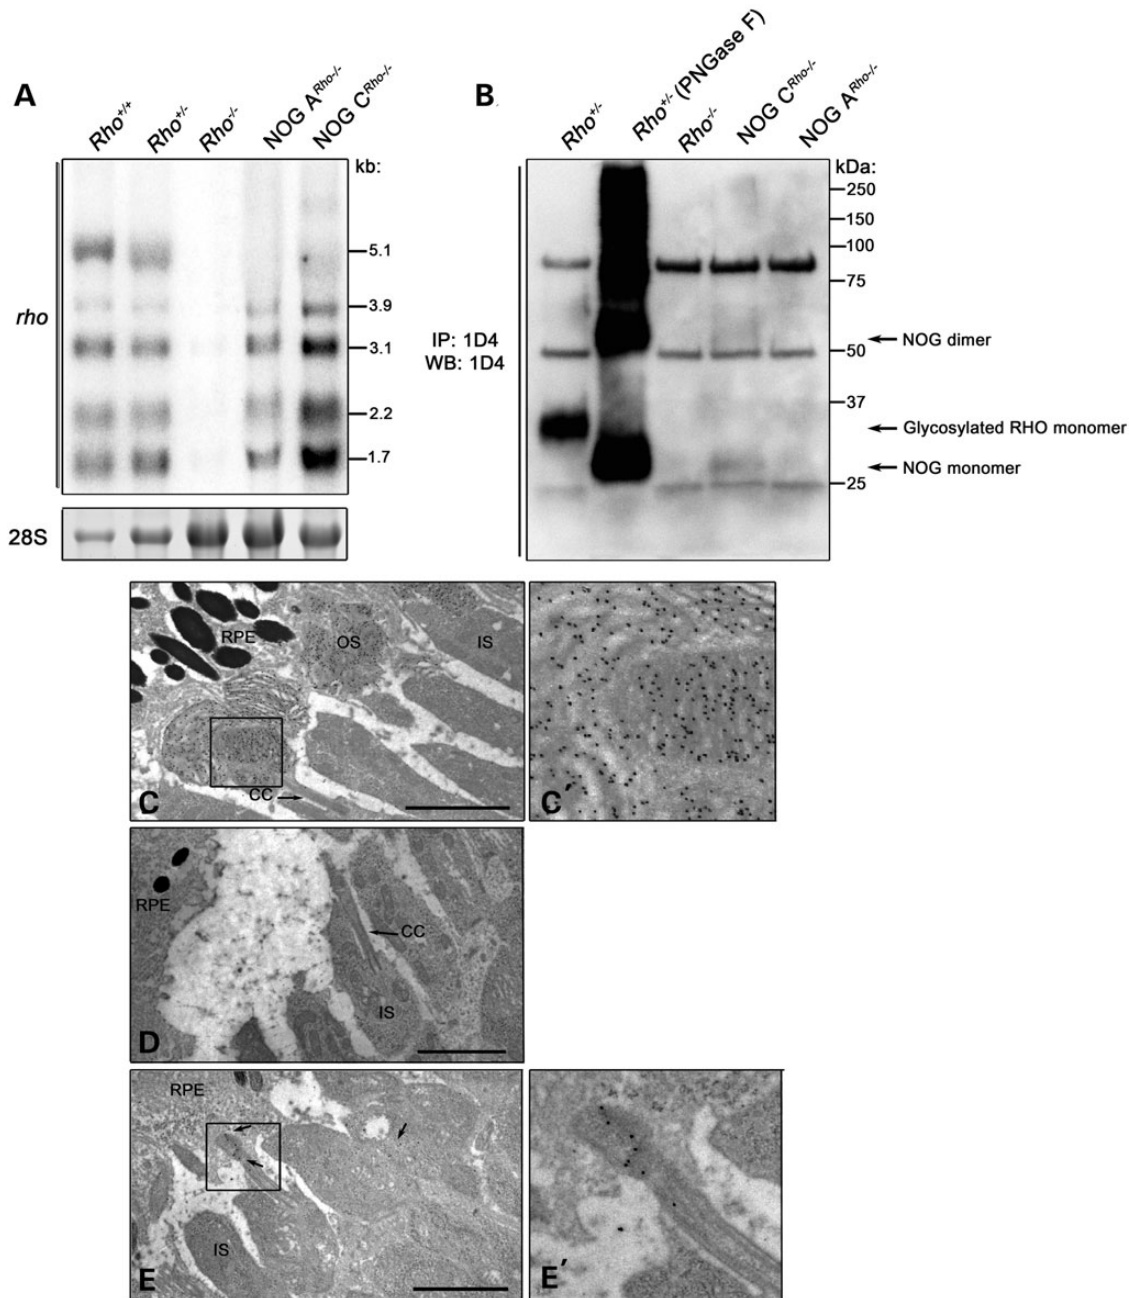 A
Rho+/+
Rho+/-
Rho-/-
NOG ARho-/-
NOG CRho-/-
kb:
5.1
3.9
3.1
2.2
1.7
rho
28S
B
Rho+/-
Rho+/- (PNGase F)
Rho-/-
NOG CRho-/-
NOG ARho-/-
kDa:
250
150
100
75
50
37
25
IP: 1D4
WB: 1D4
NOG dimer
Glycosylated RHO monomer
NOG monomer
RPE
OS
IS
CC
C
C′
RPE
CC
IS
D
RPE
IS
E
E′